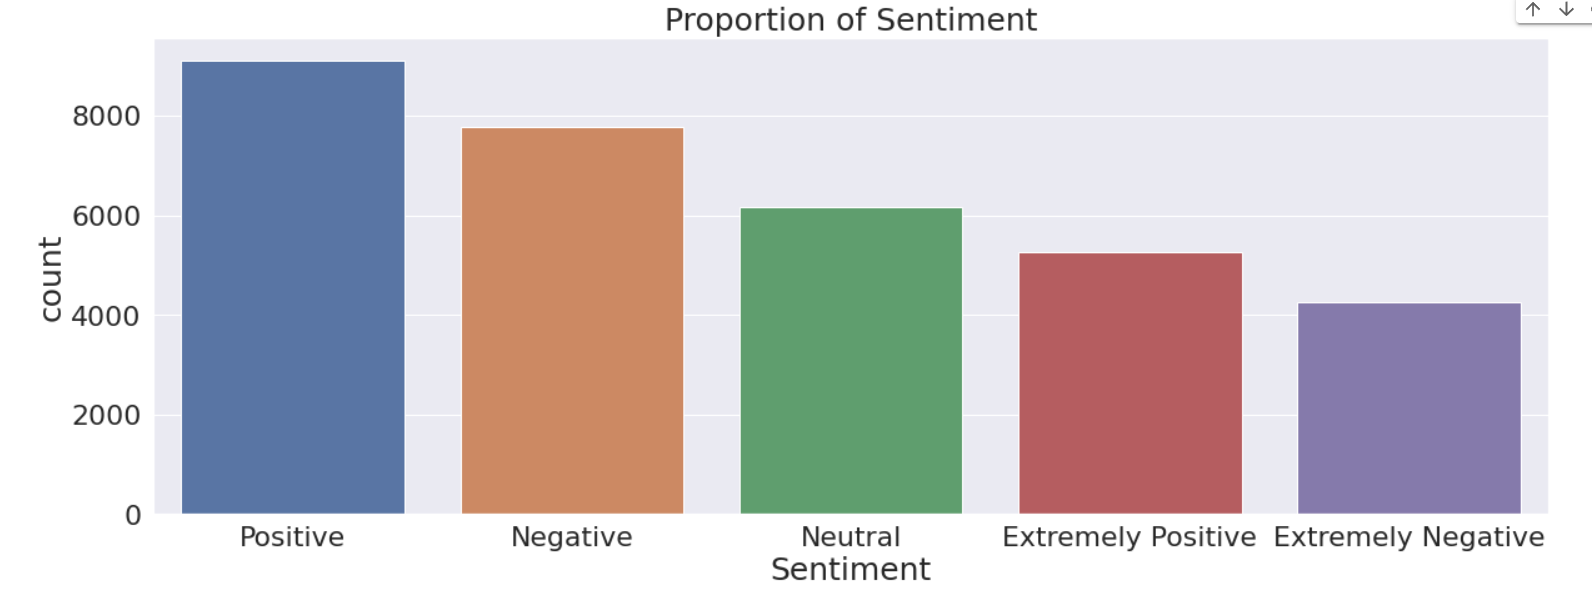 Proportion of Sentiment
8000
6000
4000
2000
0
count
Positive
Negative
Neutral
Extremely Positive
Extremely Negative
Sentiment